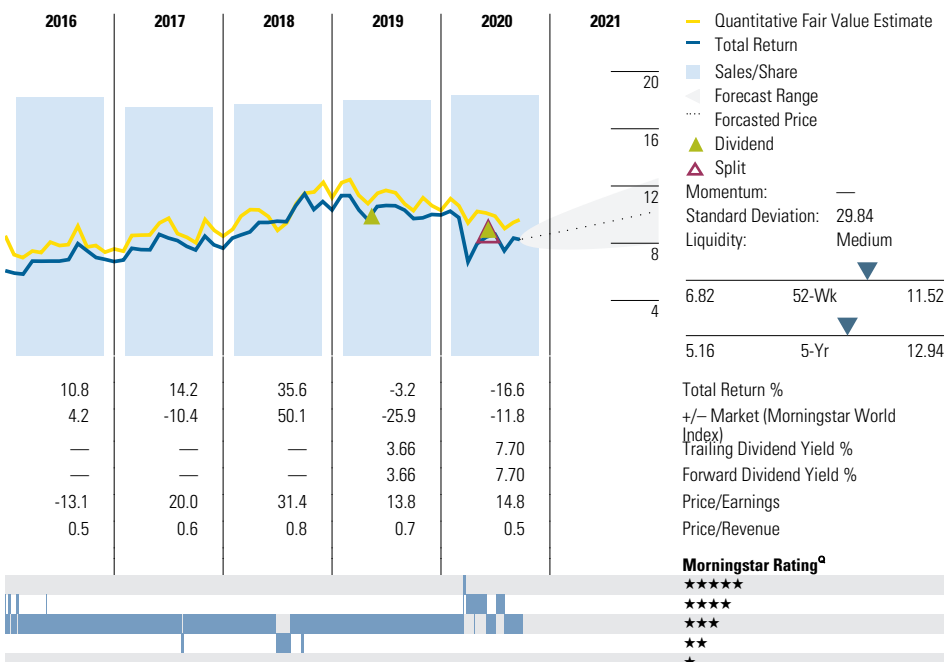 2016 2017 2018 2019 2020 2021
Quantitative Fair Value Estimate
Total Return
Sales/Share
Forecast Range
Forcasted Price
Dividend
Split
Momentum: —
Standard Deviation: 29.84
Liquidity: Medium
6.82 52-Wk 11.52
5.16 5-Yr 12.94
20
16
12
8
4
10.8 14.2 35.6 -3.2 -16.6 Total Return %
4.2 -10.4 50.1 -25.9 -11.8 +/– Market (Morningstar World
Index)
— — — 3.66 7.70 Trailing Dividend Yield %
— — — 3.66 7.70 Forward Dividend Yield %
-13.1 20.0 31.4 13.8 14.8 Price/Earnings
0.5 0.6 0.8 0.7 0.5 Price/Revenue
Morningstar Rating Q
★★★★★
★★★★
★★★
★★
★